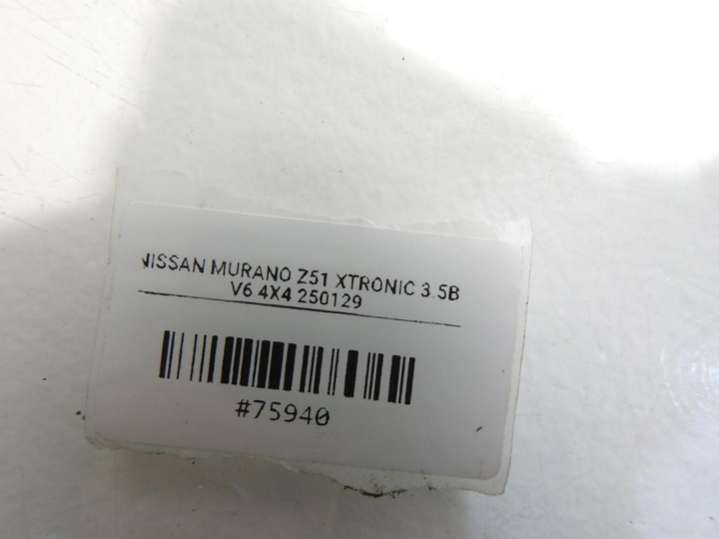 NISSAN MURANO Z51 XTRONIC 3.5B
V6 4X4 250129
#75940